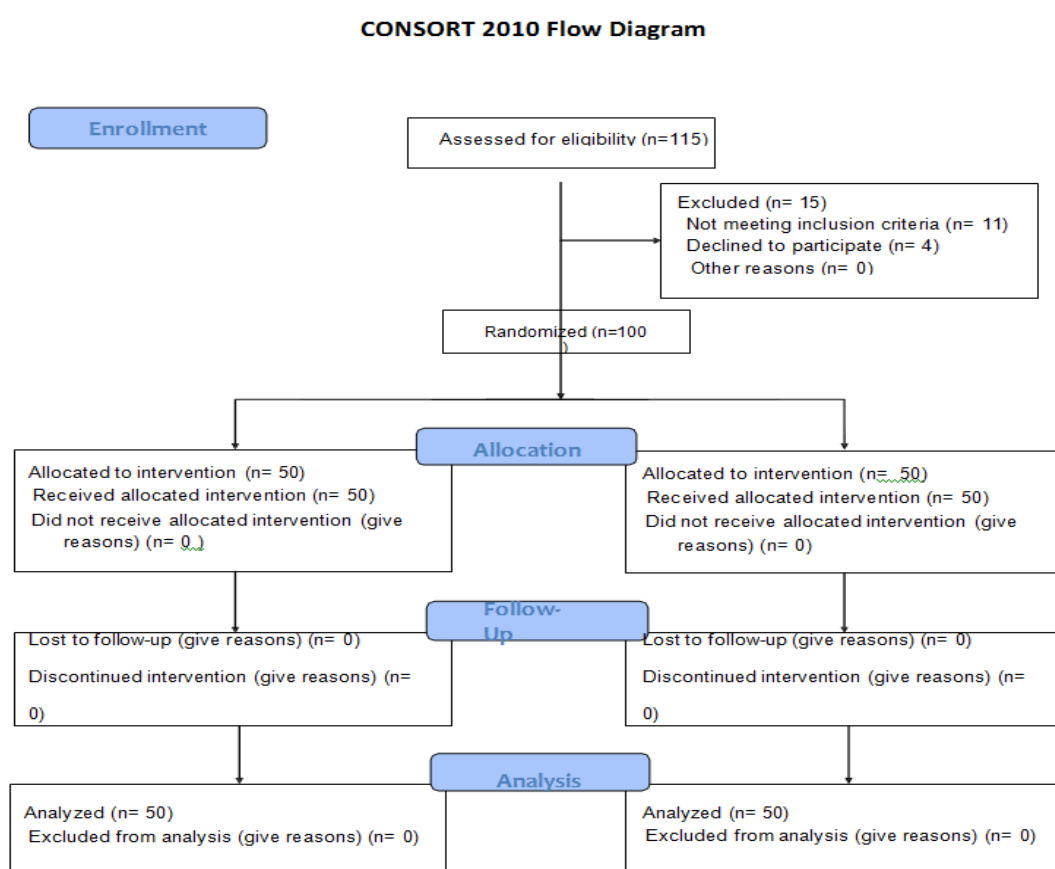 CONSORT 2010 Flow Diagram
Enrollment
Assessed for eligibility (n=115)
Excluded (n= 15)
Not meeting inclusion criteria (n= 11)
Declined to participate (n= 4)
Other reasons (n= 0)
Randomized (n=100
)
Allocation
Allocated to intervention (n= 50)
Received allocated intervention (n= 50)
Did not receive allocated intervention (give
reasons) (n= 0 )
Allocated to intervention (n= 50)
Received allocated intervention (n= 50)
Did not receive allocated intervention (give
reasons) (n= 0)
Follow-
Up
Lost to follow-up (give reasons) (n= 0)
Discontinued intervention (give reasons) (n=
0)
Lost to follow-up (give reasons) (n= 0)
Discontinued intervention (give reasons) (n=
0)
Analysis
Analyzed (n= 50)
Excluded from analysis (give reasons) (n= 0)
Analyzed (n= 50)
Excluded from analysis (give reasons) (n= 0)